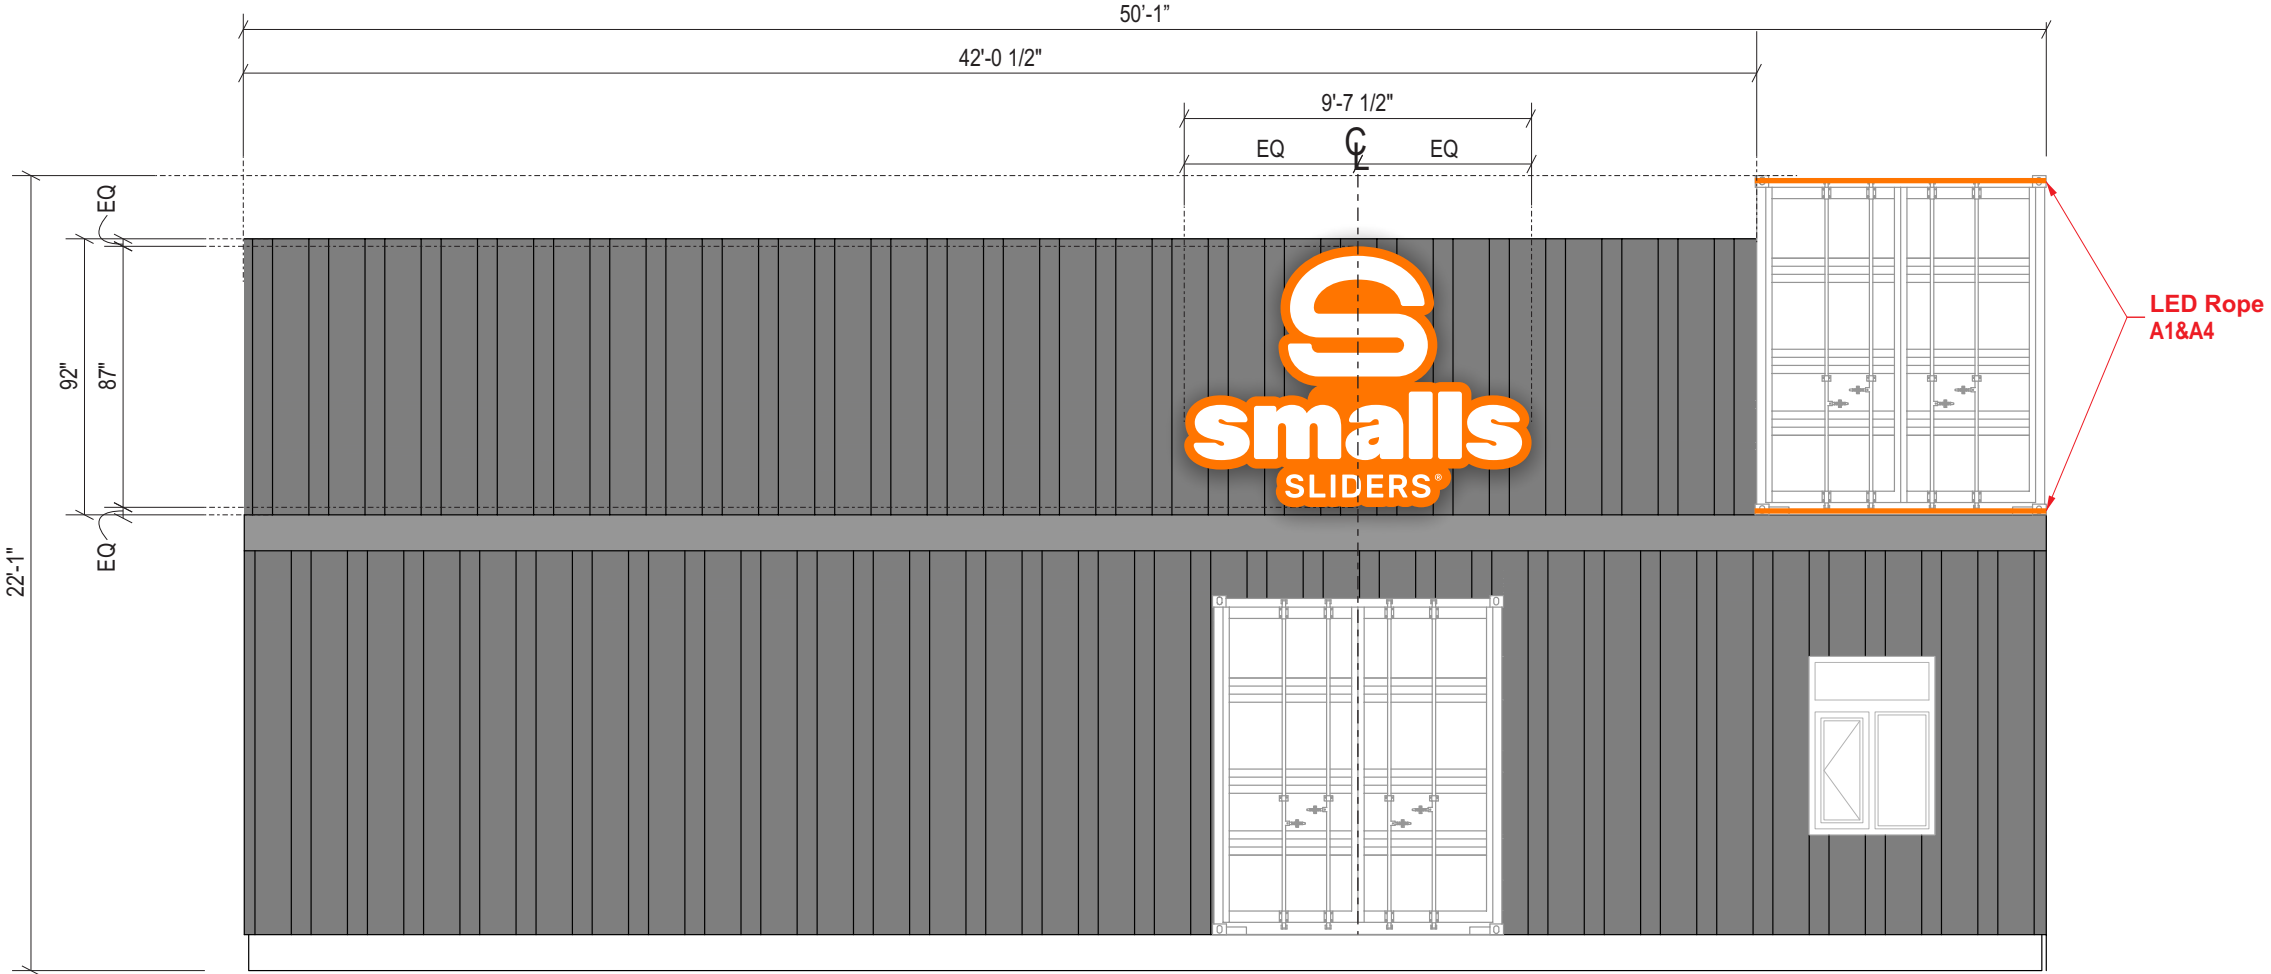 50'-1”
42'-0 1/2"
9'-7 1/2"
EQ
CL
EQ
EQ
92"
87"
EQ
22'-1"
S
smalls
SLIDERS®
LED Rope
A1&A4